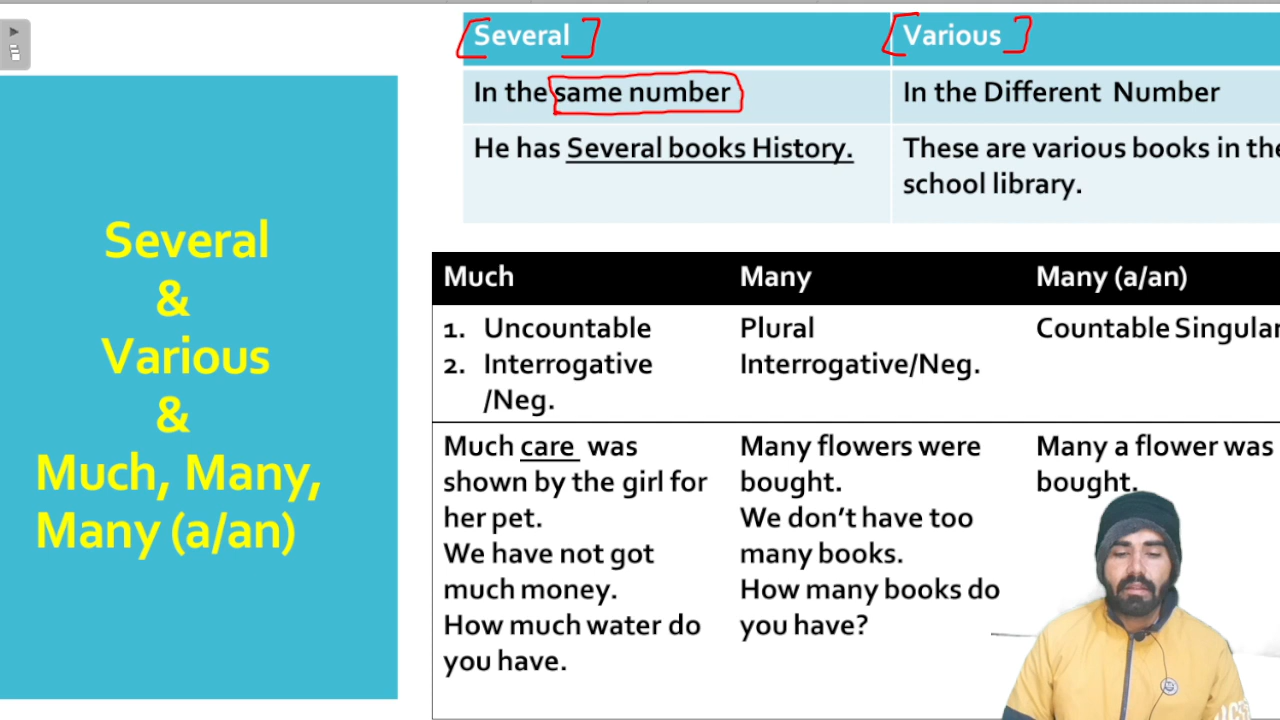 Several
&
Various
&
Much, Many,
Many (a/an)
Several Various
In the same number In the Different Number
He has Several books History. These are various books in the
school library.
Much Many Many (a/an)
1. Uncountable Plural Countable Singular
2. Interrogative Interrogative/Neg.
/Neg.
Much care was Many flowers were Many a flower was
shown by the girl for bought. bought.
her pet. We don't have too
We have not got many books.
much money. How many books do
How much water do you have?
you have.